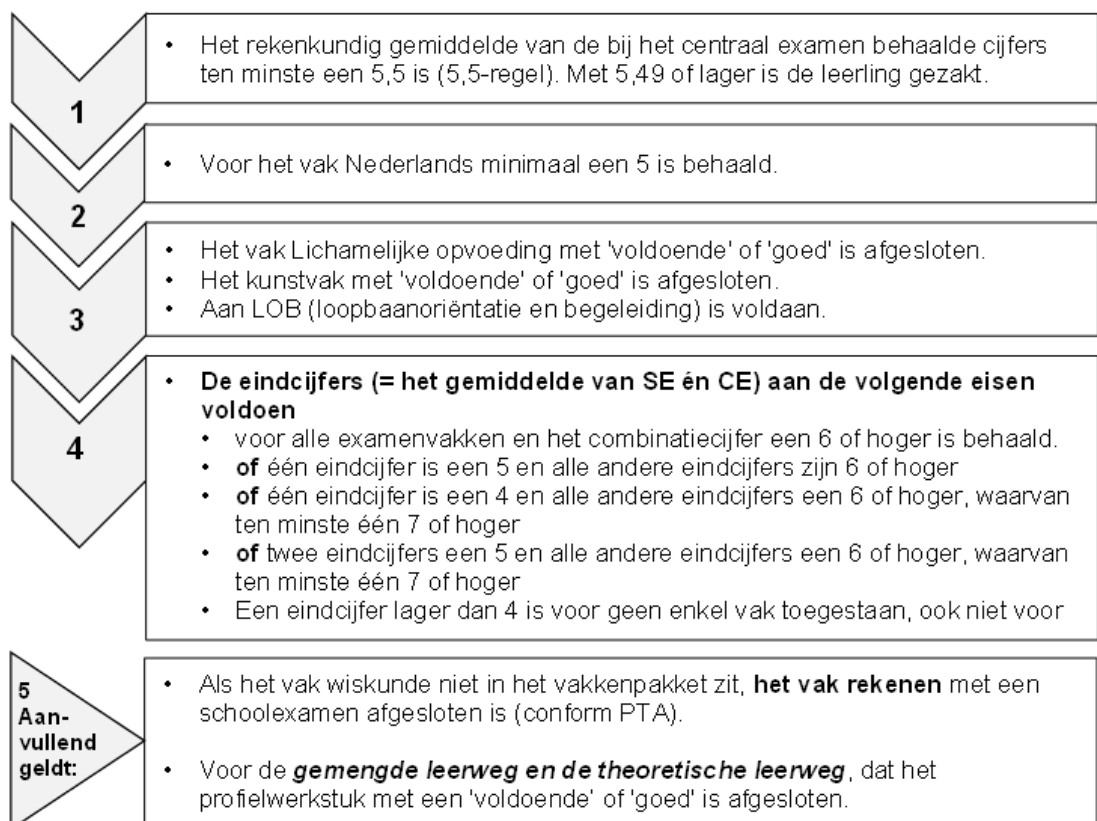 • Het rekenkundig gemiddelde van de bij het centraal examen behaalde cijfers
ten minste een 5,5 is (5,5-regel). Met 5,49 of lager is de leerling gezakt.
1
• Voor het vak Nederlands minimaal een 5 is behaald.
2
• Het vak Lichamelijke opvoeding met 'voldoende' of 'goed' is afgesloten.
• Het kunstvak met 'voldoende' of 'goed' is afgesloten.
• Aan LOB (loopbaanoriëntatie en begeleiding) is voldaan.
3
• De eindcijfers (= het gemiddelde van SE én CE) aan de volgende eisen
voldoen
• voor alle examenvakken en het combinatiecijfer een 6 of hoger is behaald.
• of één eindcijfer is een 5 en alle andere eindcijfers zijn 6 of hoger
• of één eindcijfer is een 4 en alle andere eindcijfers een 6 of hoger, waarvan
ten minste één 7 of hoger
• of twee eindcijfers een 5 en alle andere eindcijfers een 6 of hoger, waarvan
ten minste één 7 of hoger
• Een eindcijfer lager dan 4 is voor geen enkel vak toegestaan, ook niet voor
4
5
Aan-
vullend
geldt:
• Als het vak wiskunde niet in het vakkenpakket zit, het vak rekenen met een
schoolexamen afgesloten is (conform PTA).
• Voor de gemengde leerweg en de theoretische leerweg, dat het
profielwerkstuk met een 'voldoende' of 'goed' is afgesloten.